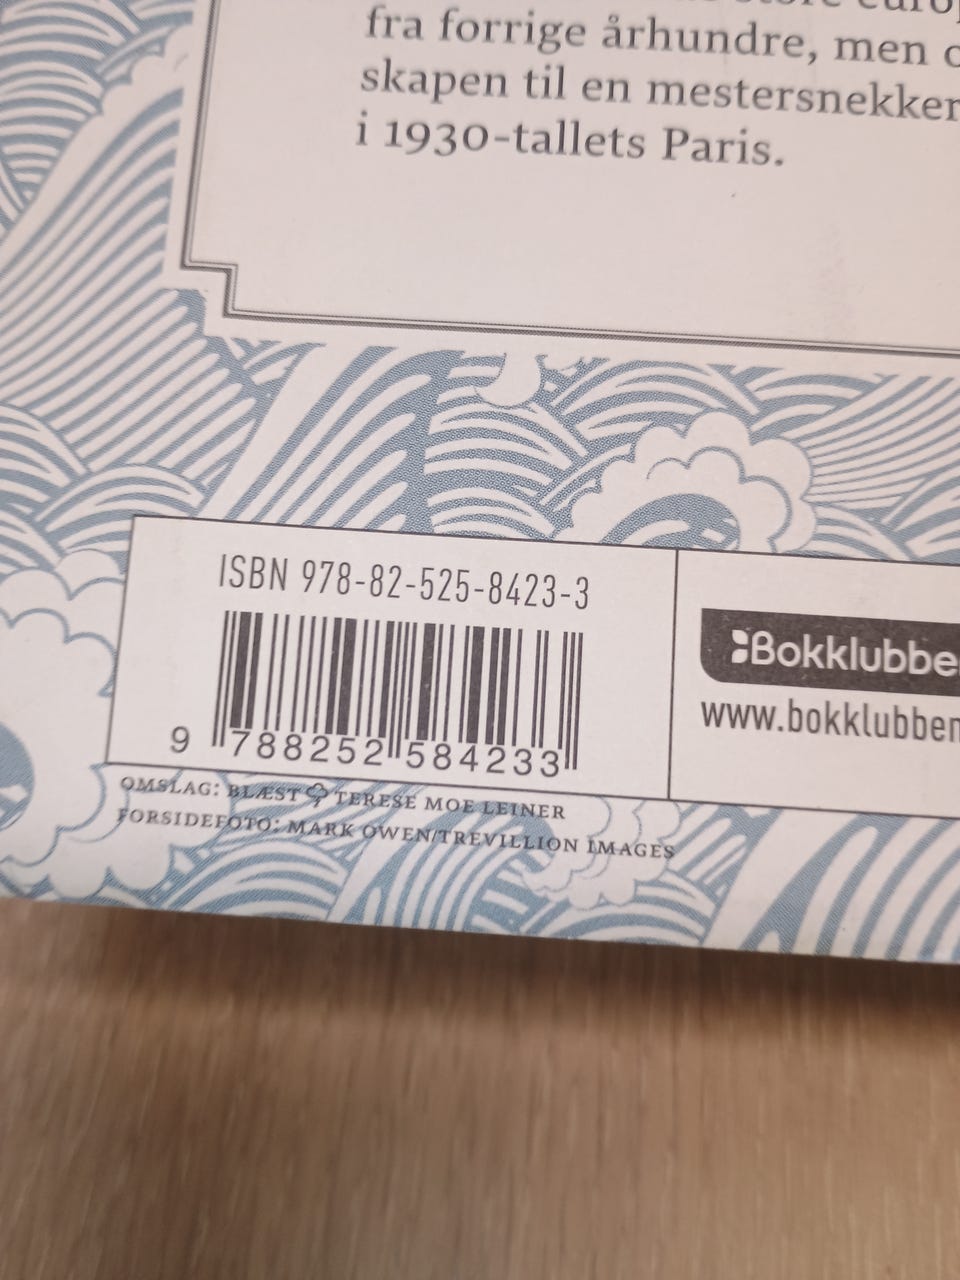 fra forrige århundre, men
skapen til en mestersnekker
i 1930-tallets Paris.
ISBN 978-82-525-8423-3
9 788252 584233
Bokklubbe
www.bokklubben
OMSLAG: BLÆST TERESE MOE LEINER
FORSIDEFOTO: MARK OWEN/TREVILLION IMAGES